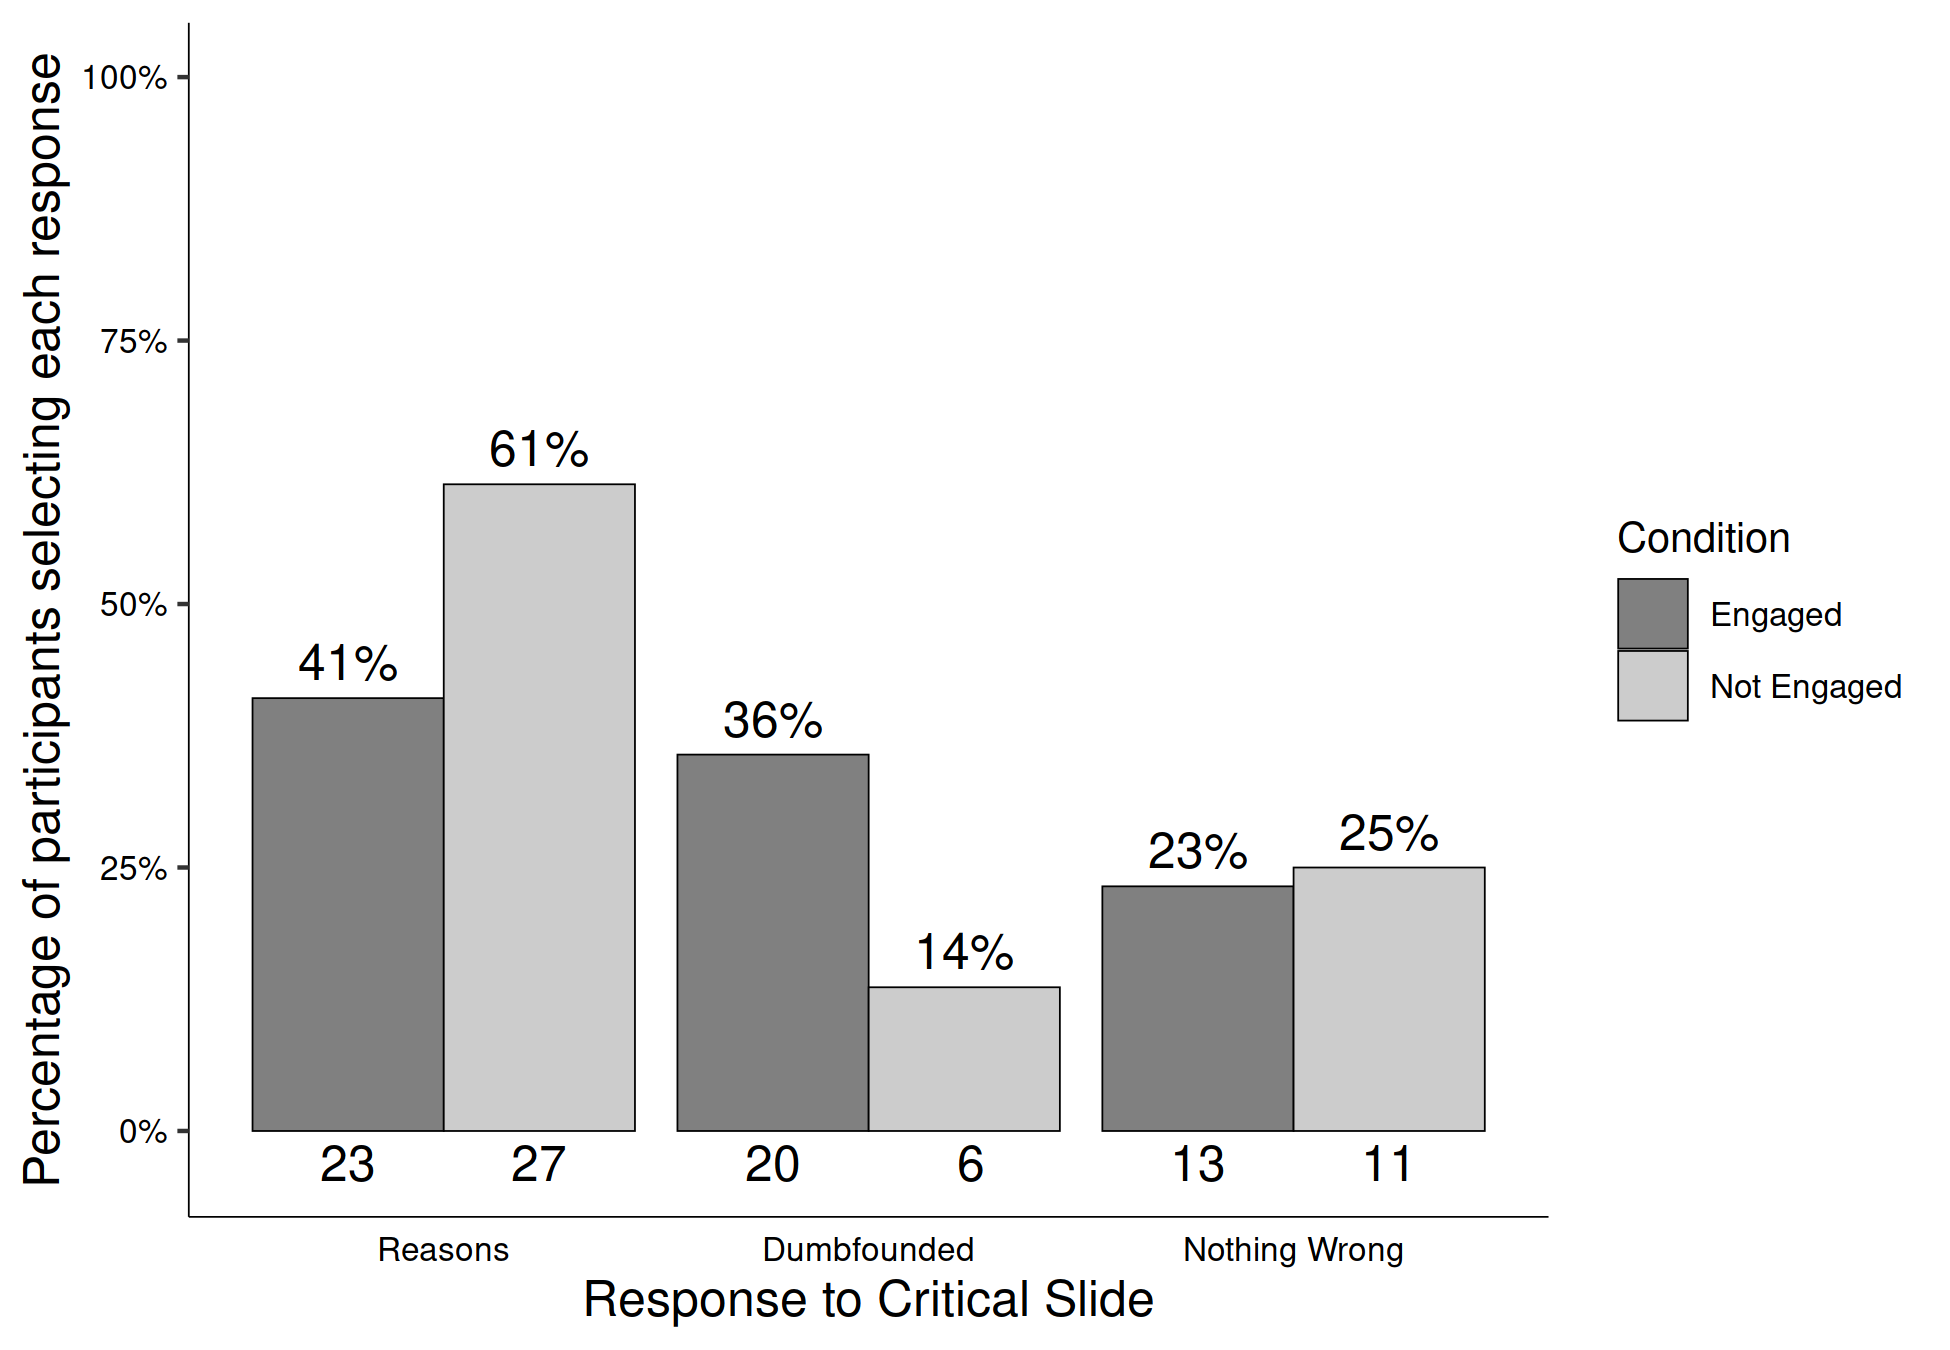 Percentage of participants selecting each response
100%
75%
50%
25%
0%
41%
61%
36%
14%
23%
25%
23
27
20
6
13
11
Reasons
Dumbfounded
Nothing Wrong
Response to Critical Slide
Condition
Engaged
Not Engaged